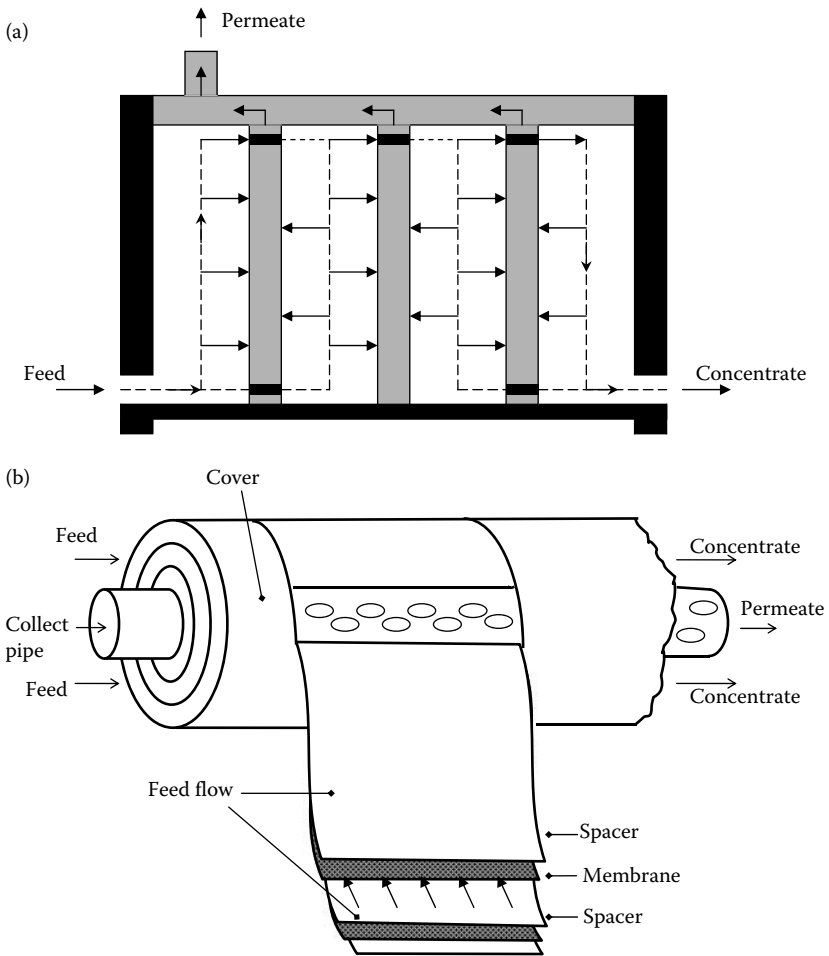 (a)
Permeate
Feed
Concentrate
(b)
Cover
Feed
Concentrate
Collect
pipe
Permeate
Feed
Concentrate
Feed flow
Spacer
Membrane
Spacer